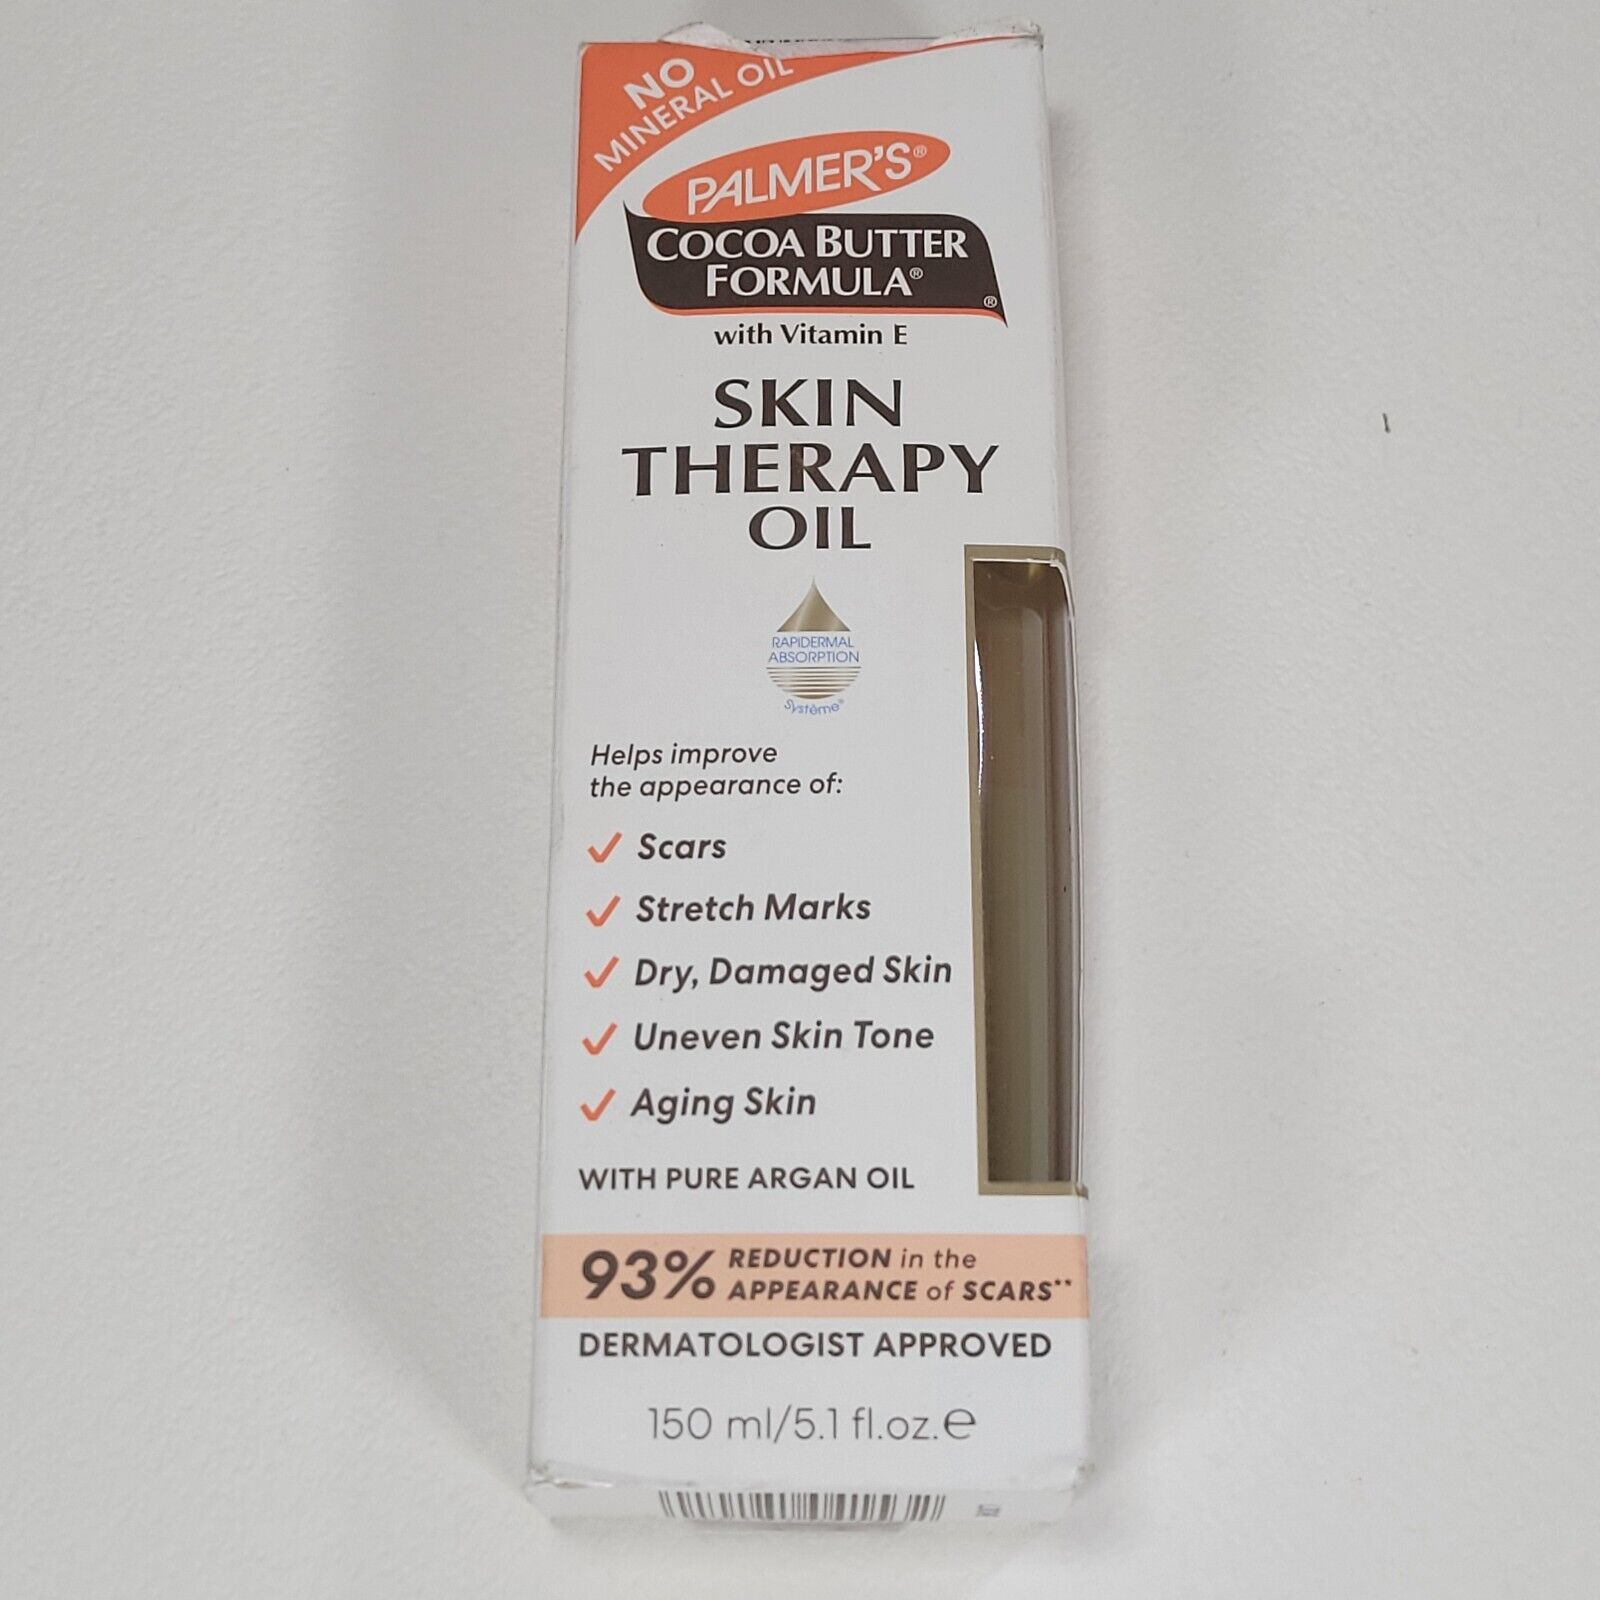 NO
MINERAL OIL
PALMER'S®
COCOA BUTTER
FORMULA®
®
with Vitamin E
SKIN
THERAPY
OIL
RAPIDERMAL
ABSORPTION
Système®
Helps improve
the appearance of:
Scars
Stretch Marks
Dry, Damaged Skin
Uneven Skin Tone
Aging Skin
WITH PURE ARGAN OIL
93% REDUCTION in the
APPEARANCE of SCARS**
DERMATOLOGIST APPROVED
150 ml/5.1 fl.oz.℮